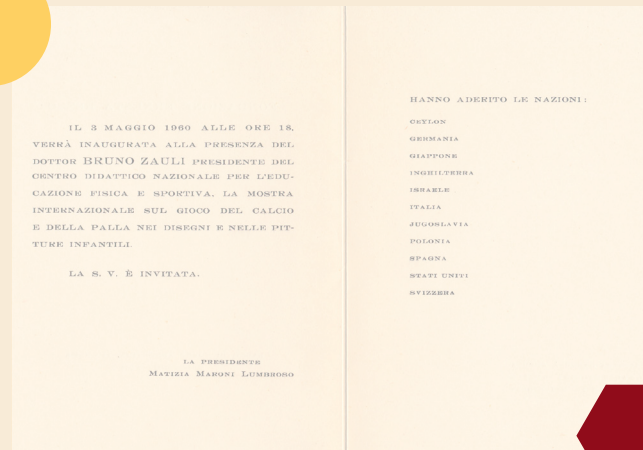 IL 3 MAGGIO 1960 ALLE ORE 18,
VERRÀ INAUGURATA ALLA PRESENZA DEL
DOTTOR BRUNO ZAULI PRESIDENTE DEL
CENTRO DIDATTICO NAZIONALE PER L'EDU-
CAZIONE FISICA E SPORTIVA, LA MOSTRA
INTERNAZIONALE SUL GIOCO DEL CALCIO
E DELLA PALLA NEI DISEGNI E NELLE PIT-
TURE INFANTILI.
LA S. V. È INVITATA.
LA PRESIDENTE
MATIZIA MARONI LUMBROSO
HANNO ADERITO LE NAZIONI:
CEYLON
GERMANIA
GIAPPONE
INGHILTERRA
ISRAELE
ITALIA
JUGOSLAVIA
POLONIA
SPAGNA
STATI UNITI
SVIZZERA